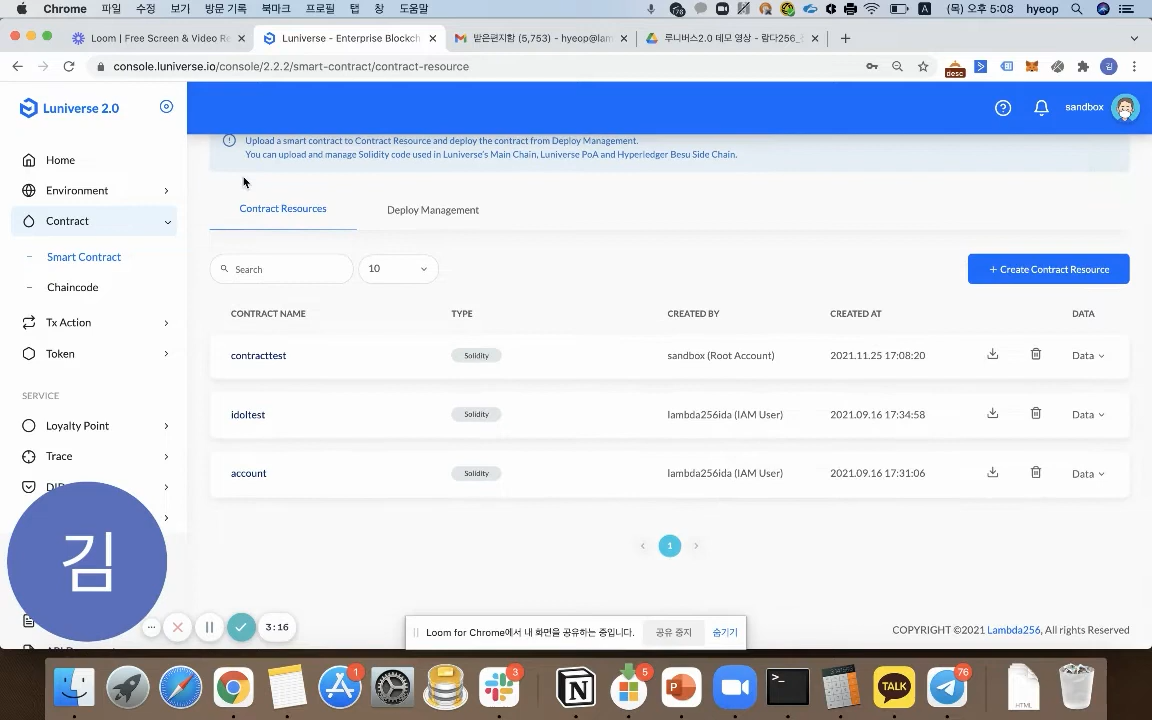 Chrome 파일 수정 보기 방문 기록 북마크 프로필 탭 창 도움말 (목) 오후 5:08 hyeop
Loom | Free Screen & Video Re
Luniverse - Enterprise Blockch
받은편지함 (5,753) - hyeop@lam
루니버스2.0 데모 영상 - 람다256_
console.luniverse.io/console/2.2.2/smart-contract/contract-resource
desc
김
Luniverse 2.0
sandbox
Upload a smart contract to Contract Resource and deploy the contract from Deploy Management.
You can upload and manage Solidity code used in Luniverse's Main Chain, Luniverse PoA and Hyperledger Besu Side Chain.
Home
Environment
Contract
Smart Contract
Chaincode
Tx Action
Token
SERVICE
Loyalty Point
Trace
DID
Contract Resources
Deploy Management
Search
10
+ Create Contract Resource
CONTRACT NAME TYPE CREATED BY CREATED AT DATA
contracttest Solidity sandbox (Root Account) 2021.11.25 17:08:20 Data
idoltest Solidity lambda256ida (IAM User) 2021.09.16 17:34:58 Data
account Solidity lambda256ida (IAM User) 2021.09.16 17:31:06 Data
1
김
3:16
Loom for Chrome에서 내 화면을 공유하는 중입니다. 공유 중지 숨기기
COPYRIGHT ©2021 Lambda256, All rights Reserved
1
3
5
TALK
76
HTML